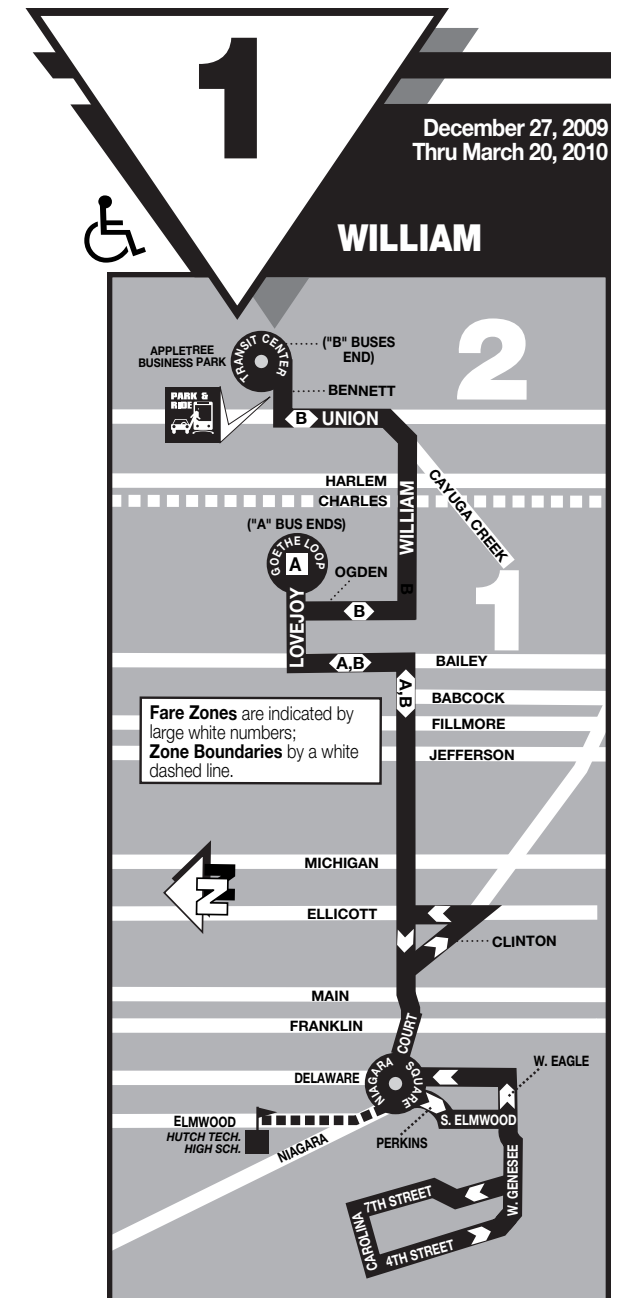 1
December 27, 2009
Thru March 20, 2010
WILLIAM
2
TRANSIT CENTER
("B" BUSES
END)
APPLETREE
BUSINESS PARK
BENNETT
PARK &
RIDE
B
UNION
HARLEM
CHARLES
CAYUGA CREEK
WILLIAM
("A" BUS ENDS)
GOETHE LOOP
A
OGDEN
B
B
1
LOVEJOY
A,B
BAILEY
A,B
BABCOCK
FILLMORE
JEFFERSON
Fare Zones are indicated by
large white numbers;
Zone Boundaries by a white
dashed line.
MICHIGAN
N
ELLICOTT
CLINTON
MAIN
FRANKLIN
COURT
NIAGARA SQUARE
DELAWARE
W. EAGLE
ELMWOOD
S. ELMWOOD
HUTCH TECH.
HIGH SCH.
PERKINS
NIAGARA
W. GENESEE
7TH STREET
CAROLINA
4TH STREET